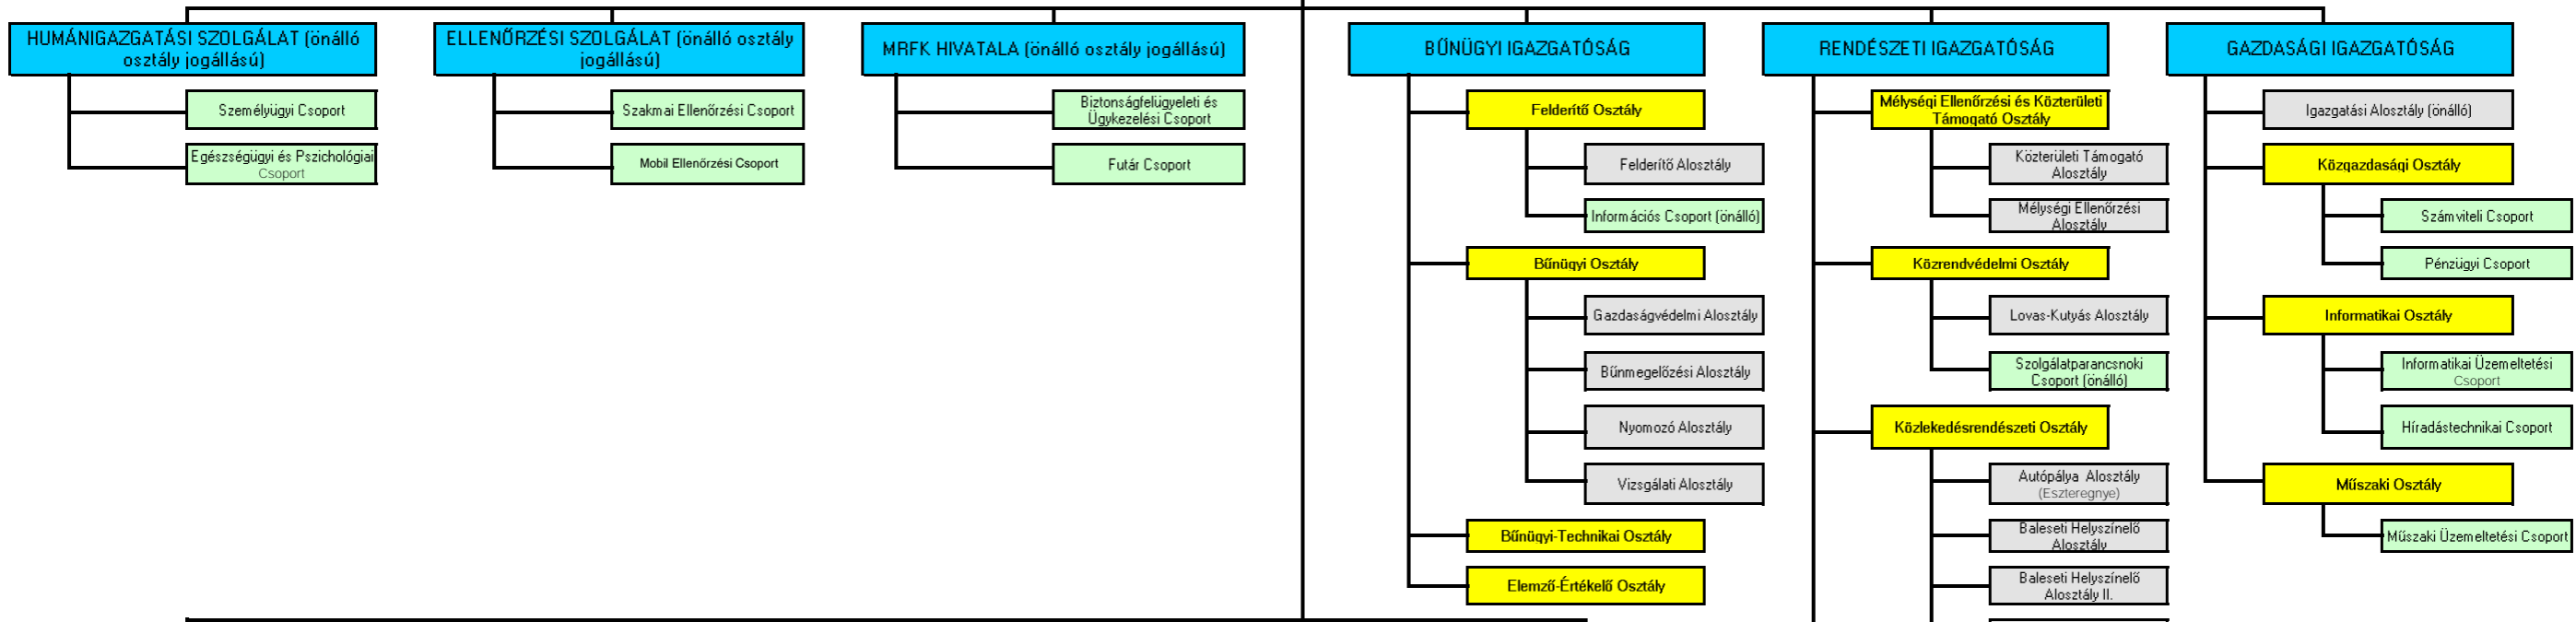 HUMÁNIGAZGATÁSI SZOLGÁLAT (önálló
osztály jogállású)
Személyügyi Csoport
Egészségügyi és Pszichológiai
Csoport
ELLENŐRZÉSI SZOLGÁLAT (önálló osztály
jogállású)
Szakmai Ellenőrzési Csoport
Mobil Ellenőrzési Csoport
MRFK HIVATALA (önálló osztály jogállású)
Biztonságfelügyeleti és
Ügykezelési Csoport
Futár Csoport
BŰNÜGYI IGAZGATÓSÁG
Felderítő Osztály
Felderítő Alosztály
Információs Csoport (önálló)
Bűnügyi Osztály
Gazdaságvédelmi Alosztály
Bűnmegelőzési Alosztály
Nyomozó Alosztály
Vizsgálati Alosztály
Bűnügyi-Technikai Osztály
Elemző-Értékelő Osztály
RENDÉSZETI IGAZGATÓSÁG
Mélységi Ellenőrzési és Közterületi
Támogató Osztály
Közterületi Támogató
Alosztály
Mélységi Ellenőrzési
Alosztály
Közrendvédelmi Osztály
Lovas-Kutyás Alosztály
Szolgálatparancsnoki
Csoport (önálló)
Közlekedésrendészeti Osztály
Autópálya Alosztály
(Eszteregnye)
Baleseti Helyszínelő
Alosztály
Baleseti Helyszínelő
Alosztály II.
GAZDASÁGI IGAZGATÓSÁG
Igazgatási Alosztály (önálló)
Közgazdasági Osztály
Számviteli Csoport
Pénzügyi Csoport
Informatikai Osztály
Informatikai Üzemeltetési
Csoport
Híradástechnikai Csoport
Műszaki Osztály
Műszaki Üzemeltetési Csoport